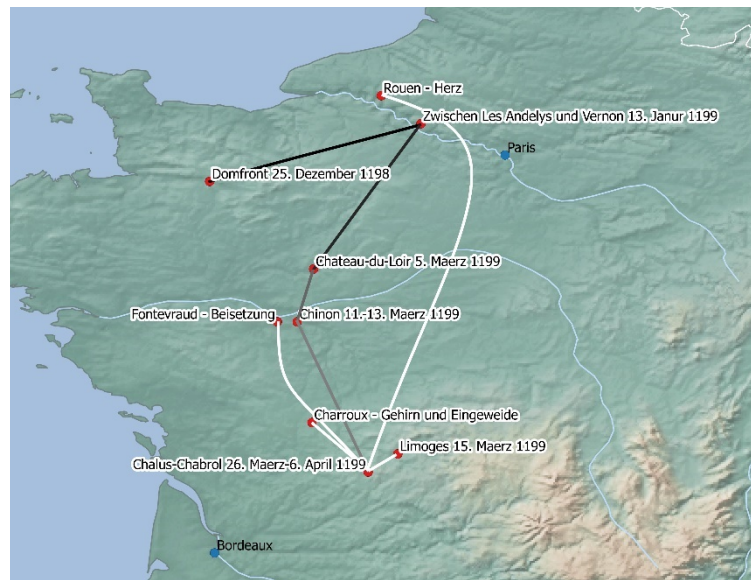 Rouen - Herz
Zwischen Les Andelys und Vernon 13. Janur 1199
Paris
Domfront 25. Dezember 1198
Chateau-du-Loir 5. Maerz 1199
Fontevraud - Beisetzung
Chinon 11.-13. Maerz 1199
Charroux - Gehirn und Eingeweide
Limoges 15. Maerz 1199
Chalus-Chabrol 26. Maerz-6. April 1199
Bordeaux